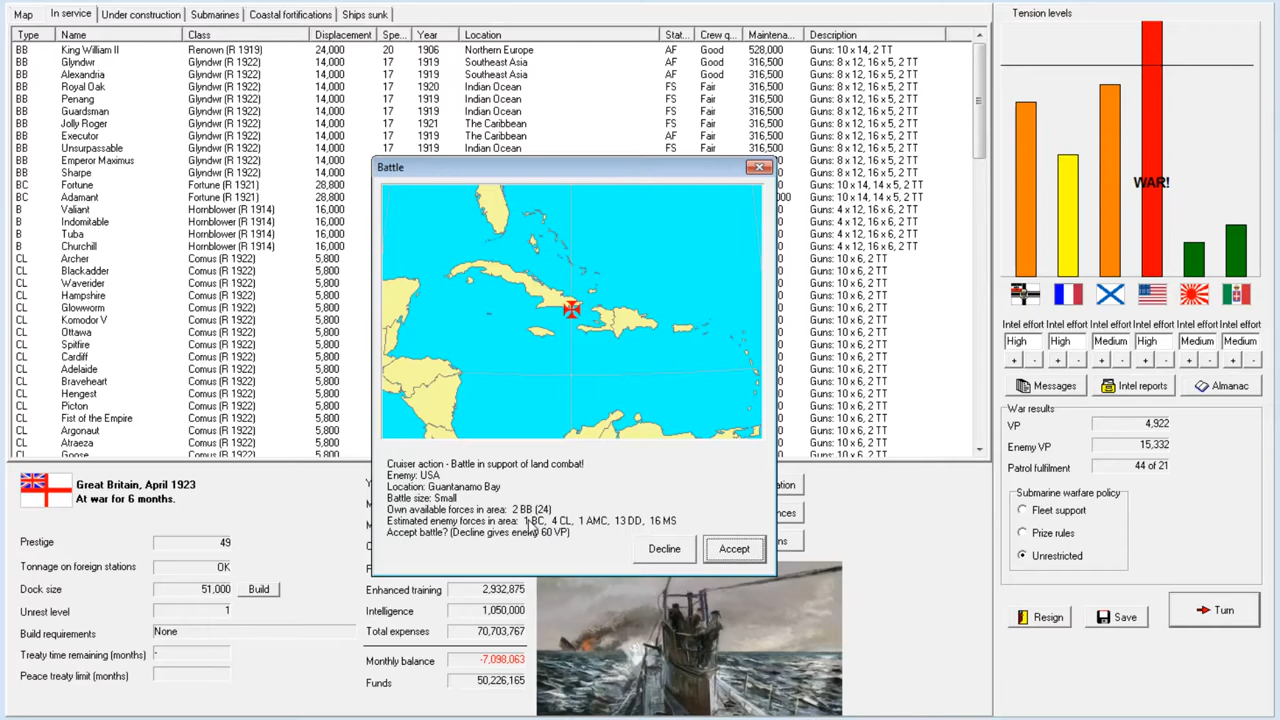 Map In service Under construction Submarines Coastal fortifications Ships sunk
Type Name Class Displacement Spe... Year Location Stat... Crew q... Maintena... Description
BB King William II Renown (R 1919) 24,000 20 1906 Northern Europe AF Good 528,000 Guns: 10 x 14, 2 TT
BB Glyndwr Glyndwr (R 1922) 14,000 17 1919 Southeast Asia AF Good 316,500 Guns: 8 x 12, 16 x 5, 2 TT
BB Alexandria Glyndwr (R 1922) 14,000 17 1919 Southeast Asia AF Good 316,500 Guns: 8 x 12, 16 x 5, 2 TT
BB Royal Oak Glyndwr (R 1922) 14,000 17 1920 Indian Ocean FS Fair 316,500 Guns: 8 x 12, 16 x 5, 2 TT
BB Penang Glyndwr (R 1922) 14,000 17 1919 Indian Ocean FS Fair 316,500 Guns: 8 x 12, 16 x 5, 2 TT
BB Guardsman Glyndwr (R 1922) 14,000 17 1919 Indian Ocean FS Fair 316,500 Guns: 8 x 12, 16 x 5, 2 TT
BB Jolly Roger Glyndwr (R 1922) 14,000 17 1921 The Caribbean FS Fair 316,500 Guns: 8 x 12, 16 x 5, 2 TT
BB Executor Glyndwr (R 1922) 14,000 17 1919 The Caribbean AF Fair 316,500 Guns: 8 x 12, 16 x 5, 2 TT
BB Unsurpassable Glyndwr (R 1922) 14,000 17 1919 Indian Ocean FS Fair 316,500 Guns: 8 x 12, 16 x 5, 2 TT
BB Emperor Maximus Glyndwr (R 1922) 14,000 Guns: 8 x 12, 16 x 5, 2 TT
BB Sharpe Glyndwr (R 1922) 14,000 Guns: 8 x 12, 16 x 5, 2 TT
BC Fortune Fortune (R 1921) 28,800 Guns: 10 x 14, 14 x 5, 2 TT
BC Adamant Fortune (R 1921) 28,800 Guns: 10 x 14, 14 x 5, 2 TT
B Valiant Hornblower (R 1914) 16,000 Guns: 4 x 12, 16 x 6, 2 TT
B Indomitable Hornblower (R 1914) 16,000 Guns: 4 x 12, 16 x 6, 2 TT
B Tuba Hornblower (R 1914) 16,000 Guns: 4 x 12, 16 x 6, 2 TT
B Churchill Hornblower (R 1914) 16,000 Guns: 4 x 12, 16 x 6, 2 TT
CL Archer Comus (R 1922) 5,800 Guns: 10 x 6, 2 TT
CL Blackadder Comus (R 1922) 5,800 Guns: 10 x 6, 2 TT
CL Waverider Comus (R 1922) 5,800 Guns: 10 x 6, 2 TT
CL Hampshire Comus (R 1922) 5,800 Guns: 10 x 6, 2 TT
CL Glowworm Comus (R 1922) 5,800 Guns: 10 x 6, 2 TT
CL Komodor V Comus (R 1922) 5,800 Guns: 10 x 6, 2 TT
CL Ottawa Comus (R 1922) 5,800 Guns: 10 x 6, 2 TT
CL Spitfire Comus (R 1922) 5,800 Guns: 10 x 6, 2 TT
CL Cardiff Comus (R 1922) 5,800 Guns: 10 x 6, 2 TT
CL Adelaide Comus (R 1922) 5,800 Guns: 10 x 6, 2 TT
CL Braveheart Comus (R 1922) 5,800 Guns: 10 x 6, 2 TT
CL Hengest Comus (R 1922) 5,800 Guns: 10 x 6, 2 TT
CL Picton Comus (R 1922) 5,800 Guns: 10 x 6, 2 TT
CL Fist of the Empire Comus (R 1922) 5,800 Guns: 10 x 6, 2 TT
CL Argonaut Comus (R 1922) 5,800 Guns: 10 x 6, 2 TT
CL Atraeza Comus (R 1922) 5,800 Guns: 10 x 6, 2 TT
CL Goose Comus (R 1922) 5,800 Guns: 10 x 6, 2 TT
Battle
Cruiser action - Battle in support of land combat!
Enemy: USA
Location: Guantanamo Bay
Battle size: Small
Own available forces in area: 2 BB (24)
Estimated enemy forces in area: 1 BC, 4 CL, 1 AMC, 13 DD, 16 MS
Accept battle? (Decline gives enemy 60 VP)
Decline Accept
Great Britain, April 1923
At war for 6 months.
Prestige 49
Tonnage on foreign stations OK
Dock size 51,000 Build
Unrest level 1
Build requirements None
Treaty time remaining (months) -
Peace treaty limit (months)
Enhanced training 2,932,875
Intelligence 1,050,000
Total expenses 70,703,767
Monthly balance -7,098,063
Funds 50,226,165
Tension levels
WAR!
Intel effort Intel effort Intel effort Intel effort Intel effort Intel effort
High High Medium High Medium Medium
+ - + - + - + - + - + -
Messages Intel reports Almanac
War results
VP 4,922
Enemy VP 15,332
Patrol fulfilment 44 of 21
Submarine warfare policy
Fleet support
Prize rules
Unrestricted
Resign Save Turn